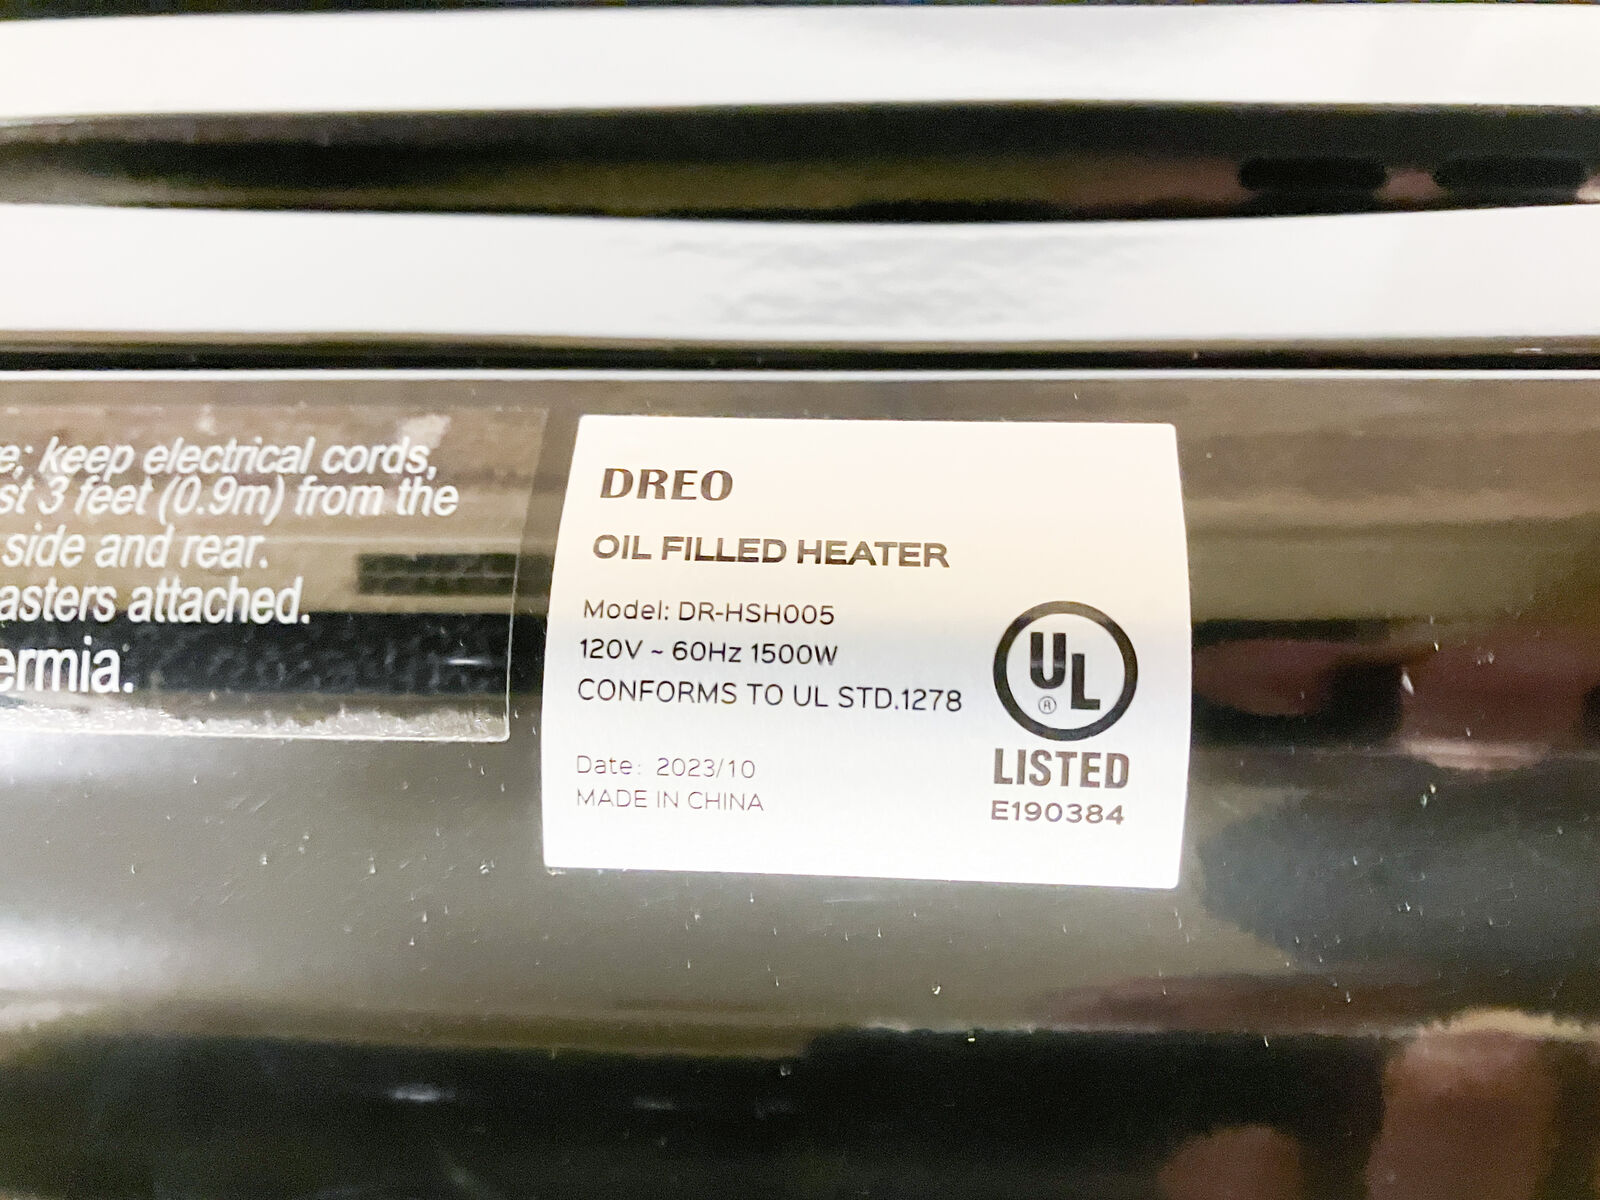 e; keep electrical cords,
st 3 feet (0.9m) from the
side and rear.
asters attached.
ermia.
DREO
OIL FILLED HEATER
Model: DR-HSH005
120V ~ 60Hz 1500W
CONFORMS TO UL STD.1278
Date: 2023/10
MADE IN CHINA
UL
®
LISTED
E190384